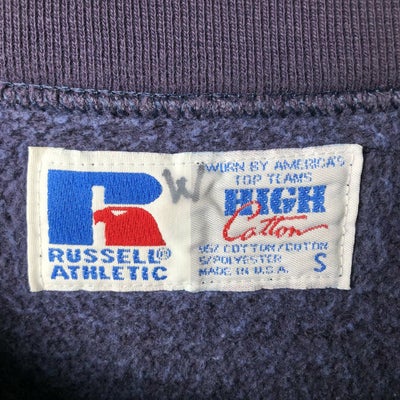 RUSSELL®
ATHLETIC
WORN BY AMERICA'S
TOP TEAMS
HIGH
Cotton
95% COTTON/COTON
5% POLYESTER
MADE IN U.S.A.
S